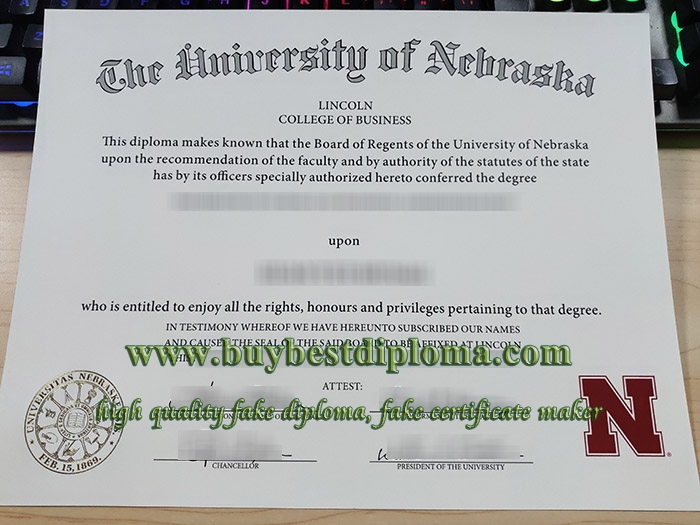 The University of Nebraska
LINCOLN
COLLEGE OF BUSINESS
This diploma makes known that the Board of Regents of the University of Nebraska
upon the recommendation of the faculty and by authority of the statutes of the state
has by its officers specially authorized hereto conferred the degree
upon
who is entitled to enjoy all the rights, honours and privileges pertaining to that degree.
IN TESTIMONY WHEREOF WE HAVE HEREUNTO SUBSCRIBED OUR NAMES
AND CAUSED THE SEAL OF THE SAID TO BE AFFIXED AT LINCOLN
www.buybestdiploma.com
ATTEST:
high quality fake diploma, fake certificate maker
UNIVERSITAS NEBRASK
FEB. 15, 1869.
N
CHANCELLOR
PRESIDENT OF THE UNIVERSITY